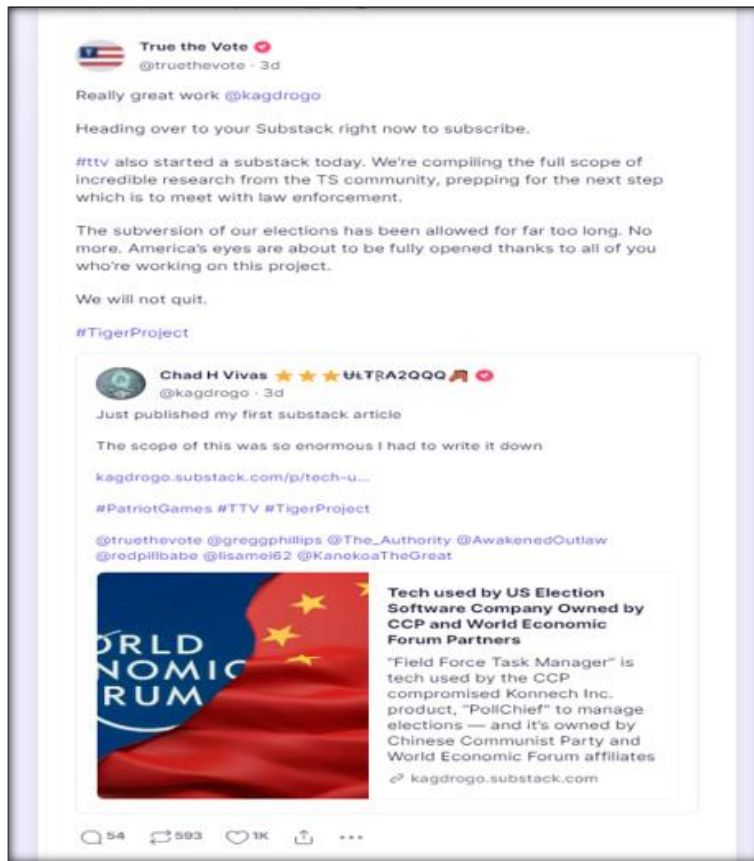 True the Vote
@truethevote · 3d
Really great work @kagdrogo
Heading over to your Substack right now to subscribe.
#ttv also started a substack today. We're compiling the full scope of
incredible research from the TS community, prepping for the next step
which is to meet with law enforcement.
The subversion of our elections has been allowed for far too long. No
more. America's eyes are about to be fully opened thanks to all of you
who're working on this project.
We will not quit.
#TigerProject
Chad H Vivas ⭐⭐⭐ULTRA2QQQ
@kagdrogo · 3d
Just published my first substack article
The scope of this was so enormous I had to write it down
kagdrogo.substack.com/p/tech-u...
#PatriotGames #TTV #TigerProject
@truethevote @greggphillips @The_Authority @AwakenedOutlaw
@redpillbabe @lisamei62 @KanekoaTheGreat
ORLD
NOMIC
RUM
Tech used by US Election
Software Company Owned by
CCP and World Economic
Forum Partners
"Field Force Task Manager" is
tech used by the CCP
compromised Konnech Inc.
product, "PollChief" to manage
elections — and it's owned by
Chinese Communist Party and
World Economic Forum affiliates
kagdrogo.substack.com
54 593 1K